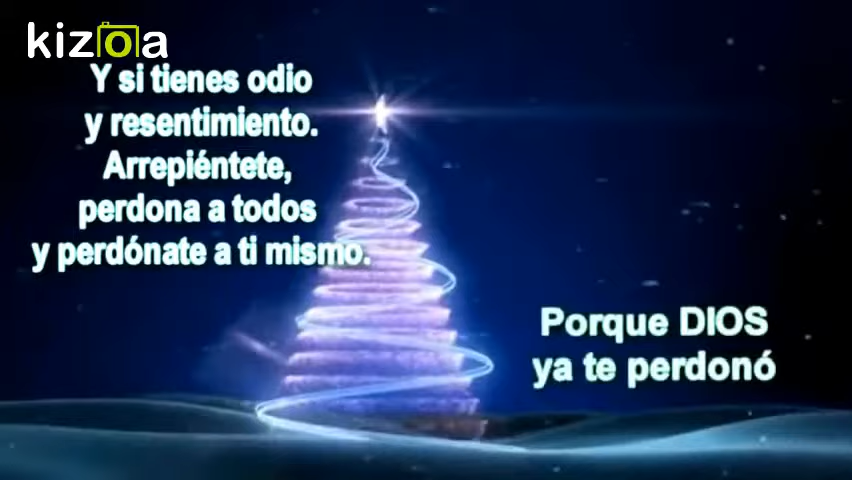 kizoa
Y si tienes odio
y resentimiento.
Arrepiéntete,
perdona a todos
y perdónate a ti mismo.
Porque DIOS
ya te perdonó